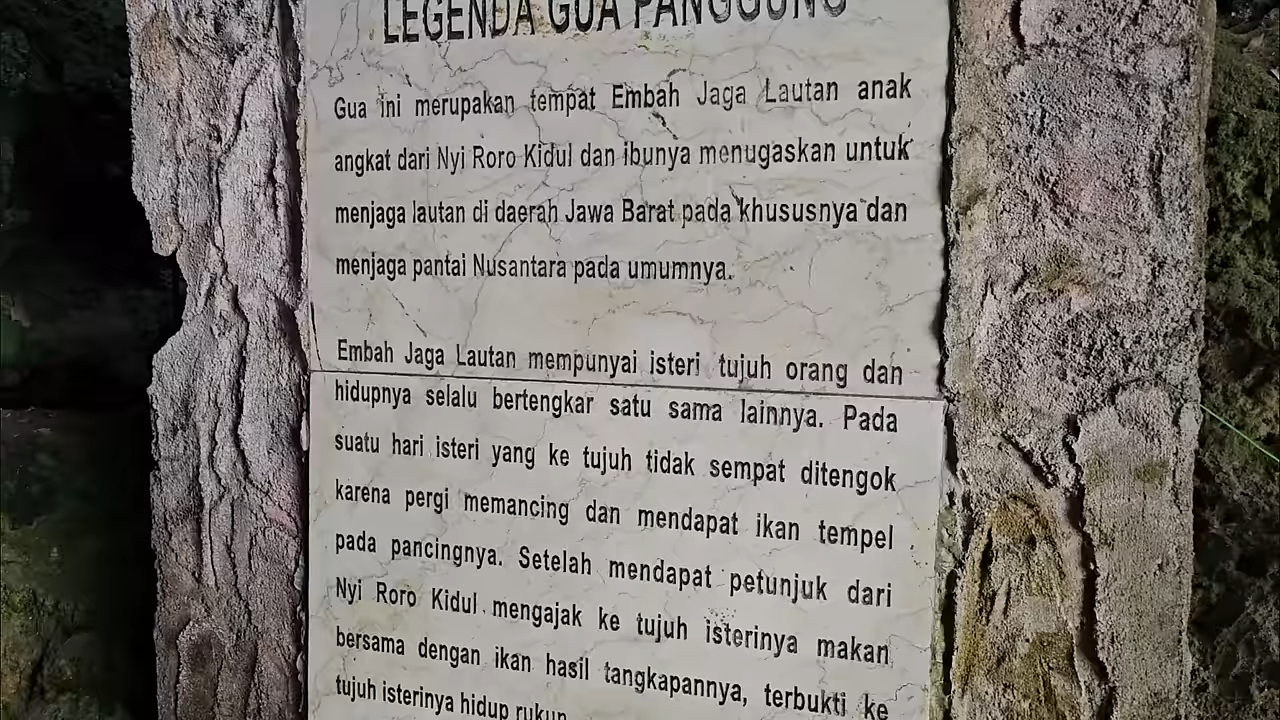 LEGENDA GUA PANGGUNG
Gua ini merupakan tempat Embah Jaga Lautan anak
angkat dari Nyi Roro Kidul dan ibunya menugaskan untuk
menjaga lautan di daerah Jawa Barat pada khususnya dan
menjaga pantai Nusantara pada umumnya.
Embah Jaga Lautan mempunyai isteri tujuh orang dan
hidupnya selalu bertengkar satu sama lainnya. Pada
suatu hari isteri yang ke tujuh tidak sempat ditengok
karena pergi memancing dan mendapat ikan tempel
pada pancingnya. Setelah mendapat petunjuk dari
Nyi Roro Kidul mengajak ke tujuh isterinya makan
bersama dengan ikan hasil tangkapannya, terbukti ke
tujuh isterinya hidup rukun